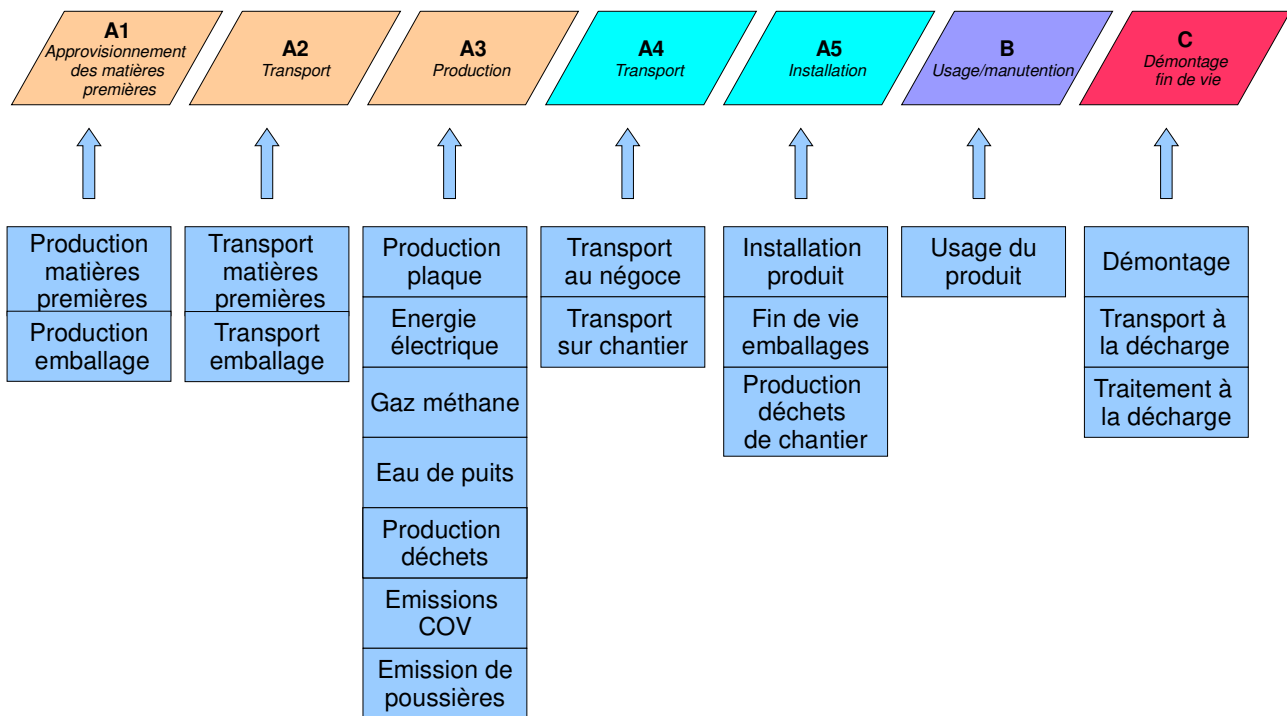 A1
Approvisionnement
des matières
premières
A2
Transport
A3
Production
A4
Transport
A5
Installation
B
Usage/manutention
C
Démontage
fin de vie
Production
matières
premières
Production
emballage
Transport
matières
premières
Transport
emballage
Production
plaque
Energie
électrique
Gaz méthane
Eau de puits
Production
déchets
Emissions
COV
Emission de
poussières
Transport
au négoce
Transport
sur chantier
Installation
produit
Fin de vie
emballages
Production
déchets
de chantier
Usage du
produit
Démontage
Transport à
la décharge
Traitement à
la décharge